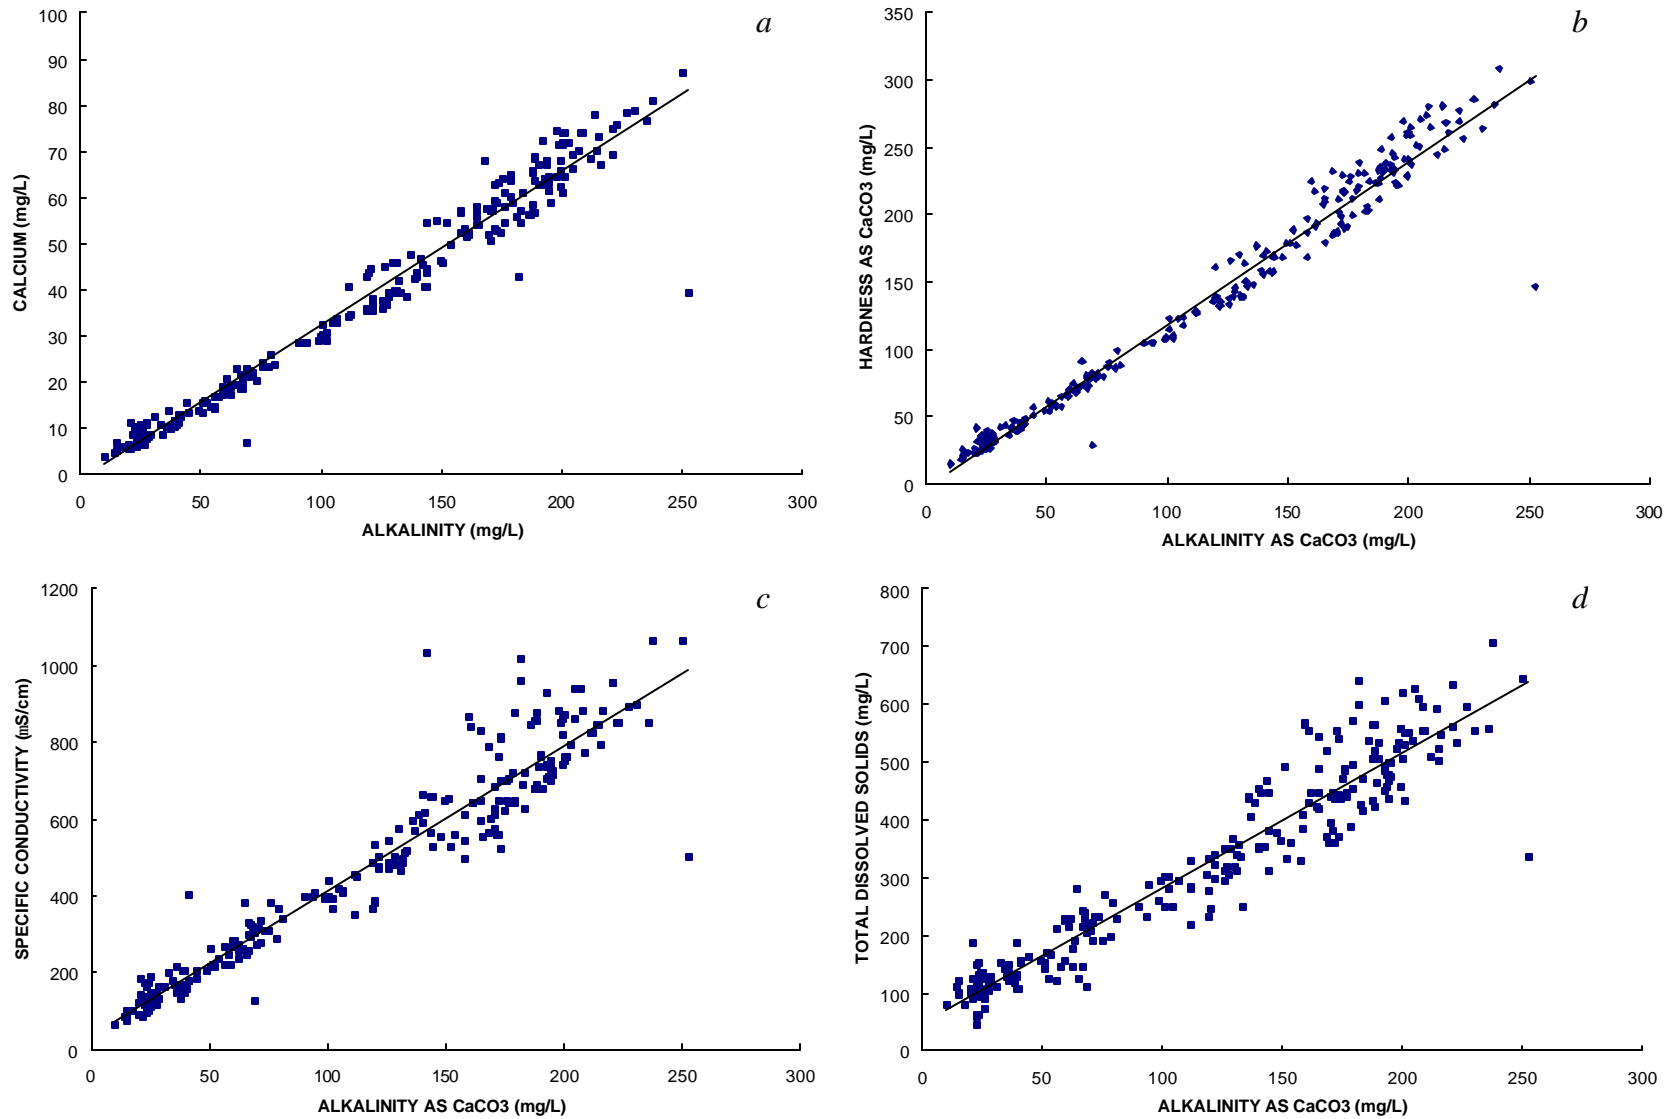 a
100
90
80
70
60
50
40
30
20
10
0
CALCIUM (mg/L)
0 50 100 150 200 250 300
ALKALINITY (mg/L)
b
350
300
250
200
150
100
50
0
HARDNESS AS CaCO3 (mg/L)
0 50 100 150 200 250 300
ALKALINITY AS CaCO3 (mg/L)
c
1200
1000
800
600
400
200
0
SPECIFIC CONDUCTIVITY (mS/cm)
0 50 100 150 200 250 300
ALKALINITY AS CaCO3 (mg/L)
d
800
700
600
500
400
300
200
100
0
TOTAL DISSOLVED SOLIDS (mg/L)
0 50 100 150 200 250 300
ALKALINITY AS CaCO3 (mg/L)